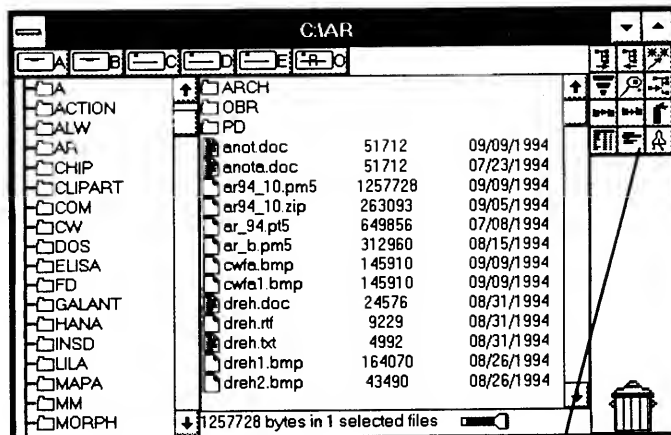 C:\AR
A B C D E R O
A
ACTION
ALW
AR
CHIP
CLIPART
COM
CW
DOS
ELISA
FD
GALANT
HANA
INSD
LILA
MAPA
MM
MORPH
ARCH
OBR
PD
anot.doc 51712 09/09/1994
anota.doc 51712 07/23/1994
ar94_10.pm5 1257728 09/09/1994
ar94_10.zip 263093 09/05/1994
ar_94.pt5 649856 07/08/1994
ar_b.pm5 312960 08/15/1994
cwfa.bmp 145910 09/09/1994
cwfa1.bmp 145910 09/09/1994
dreh.doc 24576 08/31/1994
dreh.rtf 9229 08/31/1994
dreh.txt 4992 08/31/1994
dreh1.bmp 164070 08/26/1994
dreh2.bmp 43490 08/26/1994
1257728 bytes in 1 selected files